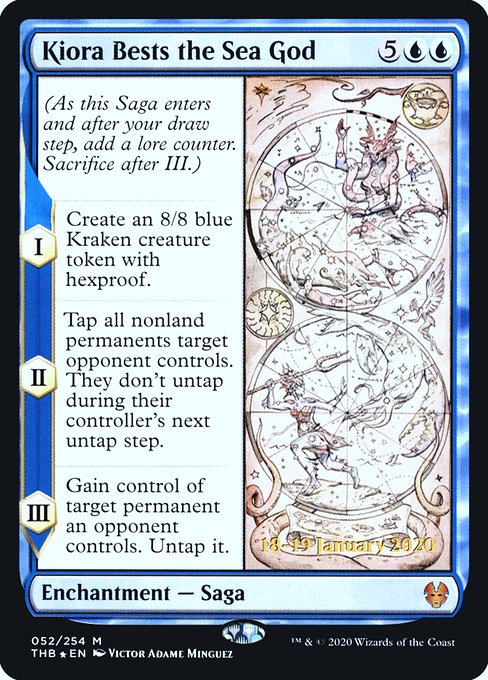 Kiora Bests the Sea God 5
(As this Saga enters
and after your draw
step, add a lore counter.
Sacrifice after III.)
I
Create an 8/8 blue
Kraken creature
token with
hexproof.
II
Tap all nonland
permanents target
opponent controls.
They don't untap
during their
controller's next
untap step.
III
Gain control of
target permanent
an opponent
controls. Untap it.
18–19 January 2020
Enchantment — Saga
052/254 M
THB ★ EN Victor Adame Minguez
™ & © 2020 Wizards of the Coast